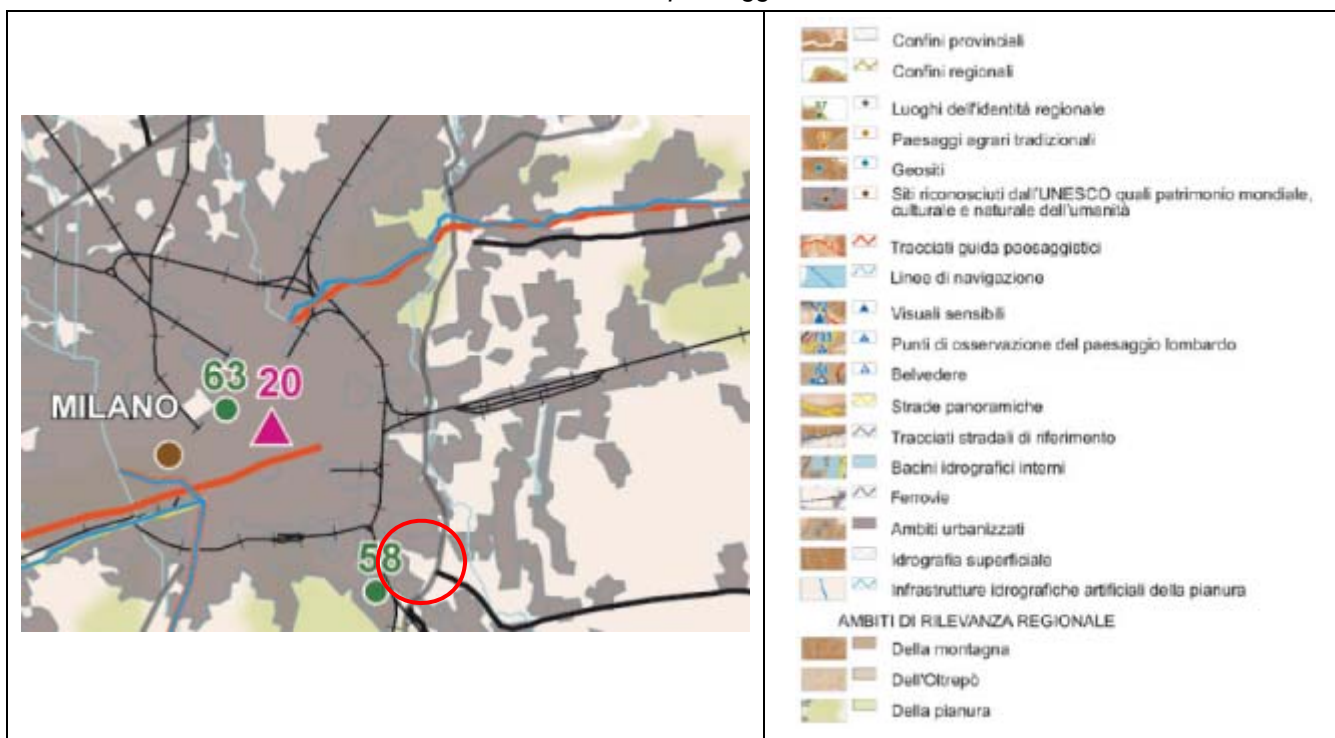 MILANO
63
20
58
Confini provinciali
Confini regionali
Luoghi dell'identità regionale
Paesaggi agrari tradizionali
Geositi
Siti riconosciuti dall'UNESCO quali patrimonio mondiale,
culturale e naturale dell'umanità
Tracciati guida paesaggistici
Linee di navigazione
Visuali sensibili
Punti di osservazione del paesaggio lombardo
Belvedere
Strade panoramiche
Tracciati stradali di riferimento
Bacini idrografici interni
Ferrovie
Ambiti urbanizzati
Idrografia superficiale
Infrastrutture idrografiche artificiali della pianura
AMBITI DI RILEVANZA REGIONALE
Della montagna
Dell'Oltrepò
Della pianura